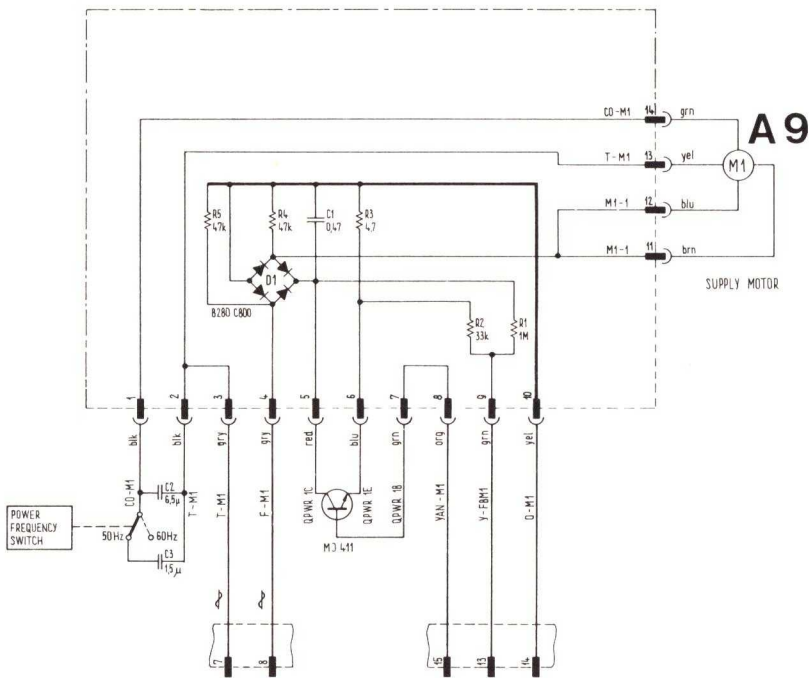 A9
CO-M1 14 grn
T-M1 13 yel
M1
M1-1 12 blu
M1-1 11 brn
SUPPLY MOTOR
R5 47k
R4 47k
C1 0,47
R3 4,7
D1
B280 C800
R2 33k
R1 1M
1 2 3 4 5 6 7 8 9 10
blk blk gry gry red blu grn org grn yel
CO-M1 T-M1 T-M1 F-M1 QPWR 1C QPWR 1E QPWR 1B YAN-M1 Y-FBM1 0-M1
C2 6,5µ
POWER
FREQUENCY
SWITCH
50Hz 60Hz
C3 1,5µ
MJ 411
7 8 15 13 14